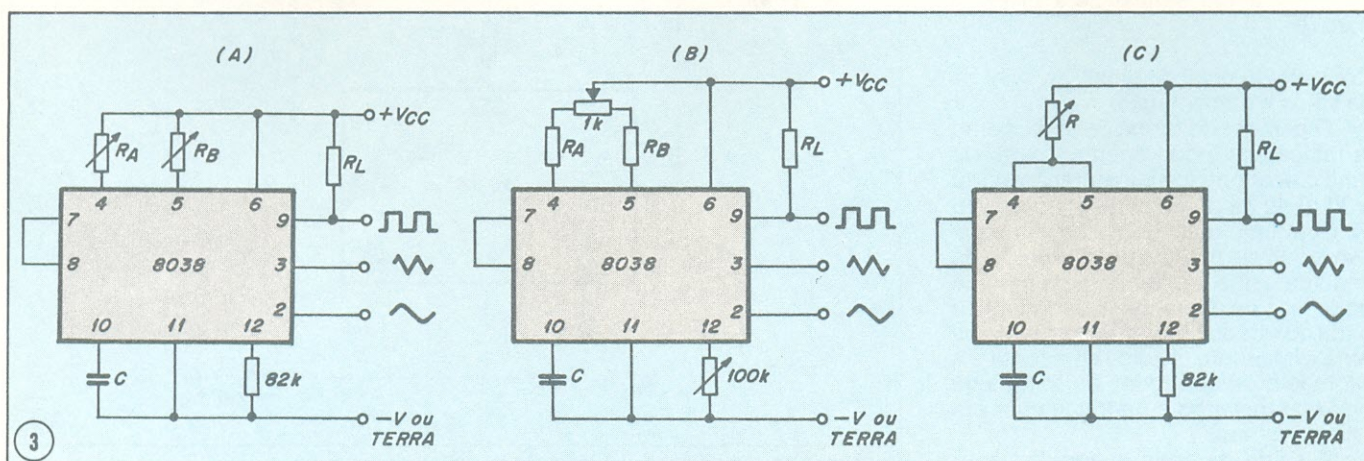 (A)
+VCC
RA
RB
RL
4
5
6
7
9
8
8038
3
2
10
11
12
C
82k
-V ou
TERRA
(B)
+VCC
1k
RA
RB
RL
4
5
6
7
9
8
8038
3
2
10
11
12
C
100k
-V ou
TERRA
(C)
+VCC
R
RL
4
5
6
7
9
8
8038
3
2
10
11
12
C
82k
-V ou
TERRA
3